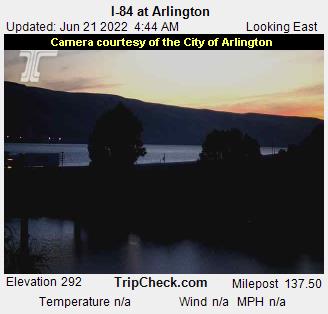 I-84 at Arlington
Updated: Jun 21 2022 4:44 AM Looking East
Camera courtesy of the City of Arlington
Elevation 292 TripCheck.com Milepost 137.50
Temperature n/a Wind n/a MPH n/a